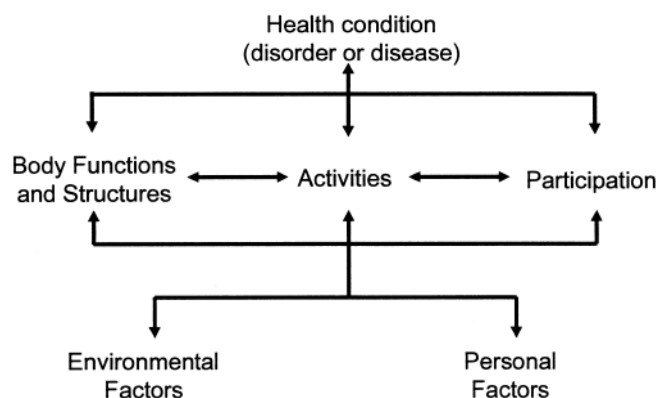 Health condition
(disorder or disease)
Body Functions
and Structures
Activities
Participation
Environmental
Factors
Personal
Factors